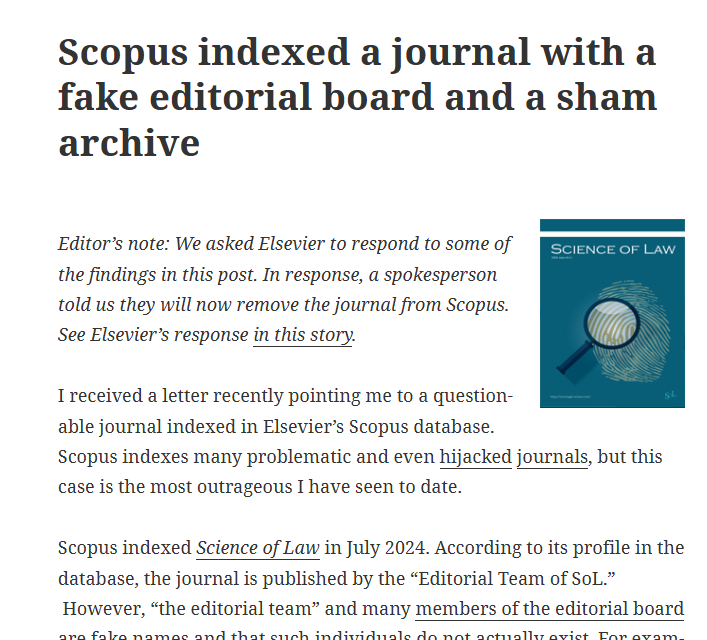 Scopus indexed a journal with a
fake editorial board and a sham
archive
Editor’s note: We asked Elsevier to respond to some of
the findings in this post. In response, a spokesperson
told us they will now remove the journal from Scopus.
See Elsevier’s response in this story.
SCIENCE OF LAW
SL
I received a letter recently pointing me to a question-
able journal indexed in Elsevier’s Scopus database.
Scopus indexes many problematic and even hijacked journals, but this
case is the most outrageous I have seen to date.
Scopus indexed Science of Law in July 2024. According to its profile in the
database, the journal is published by the “Editorial Team of SoL.”
However, “the editorial team” and many members of the editorial board
are fake names and that such individuals do not actually exist. For exam-